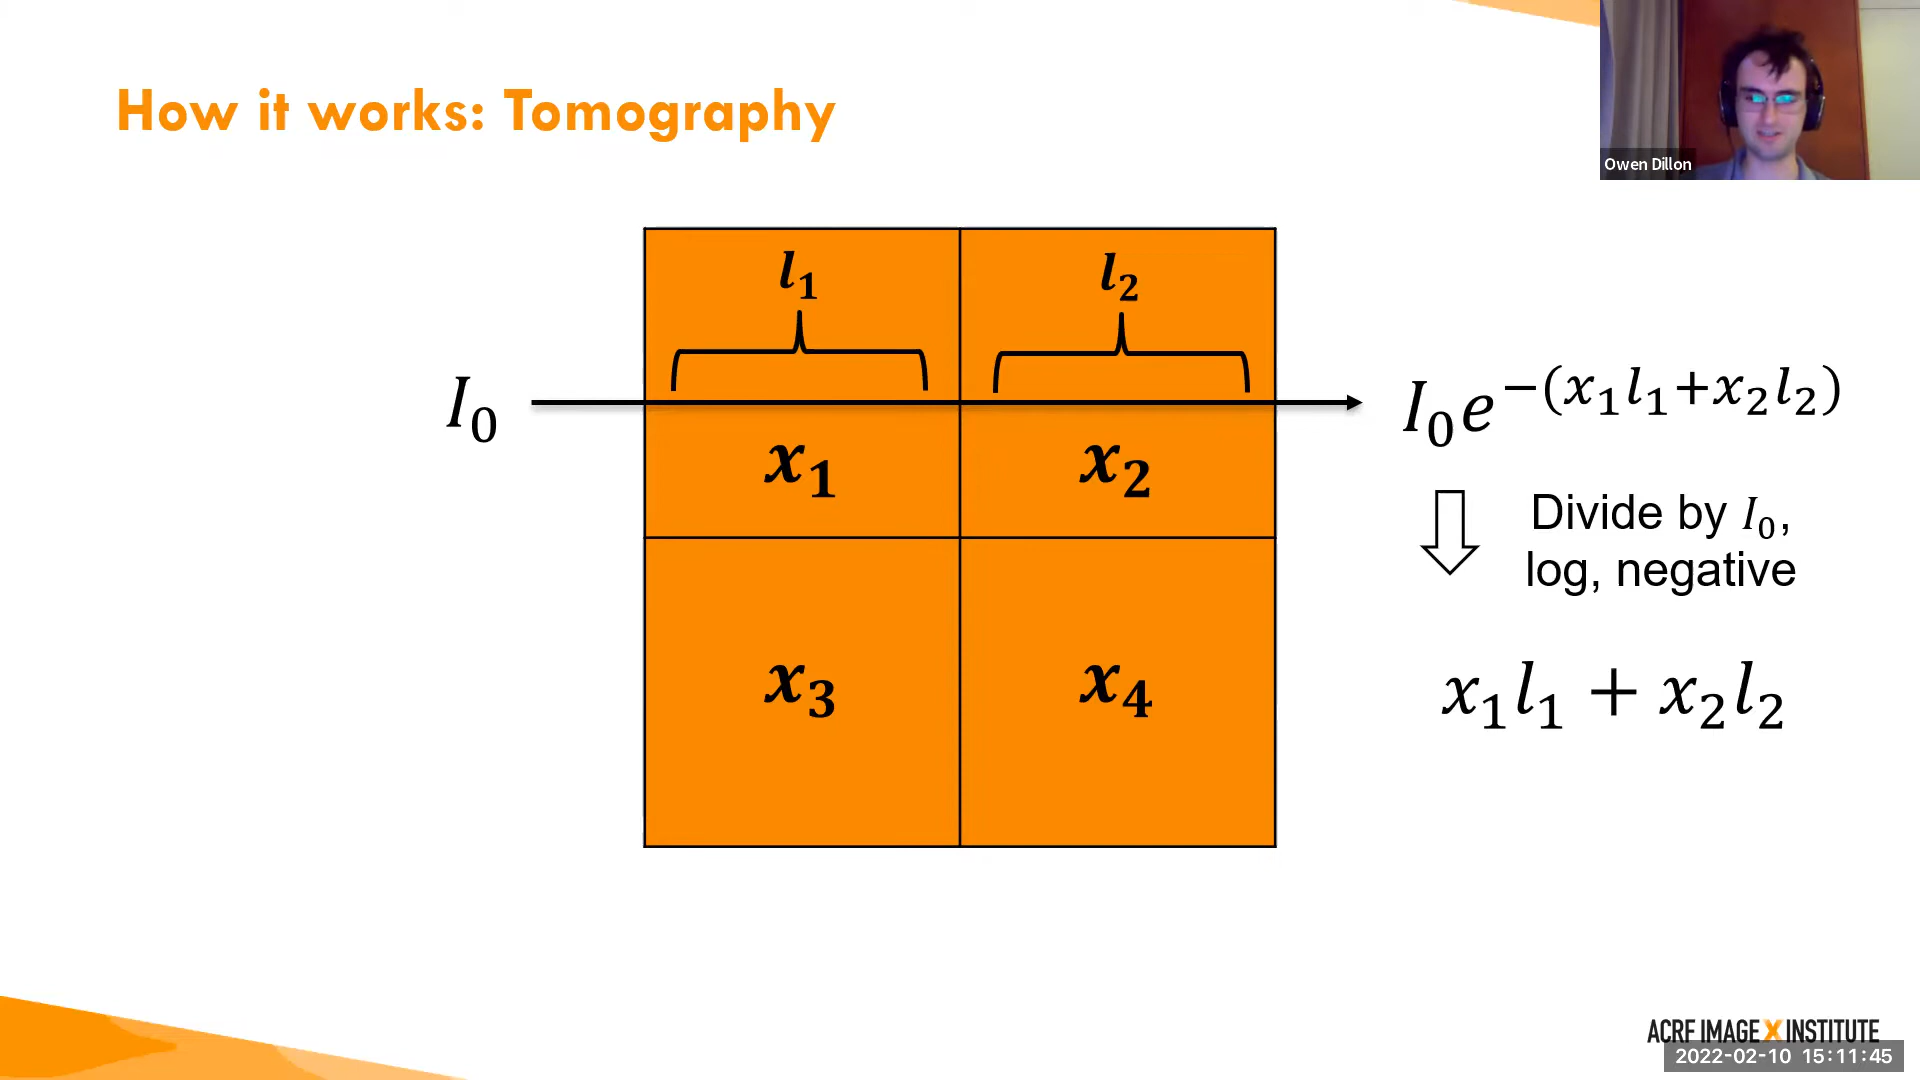 How it works: Tomography
Owen Dillon
l₁ l₂
I₀
x₁ x₂
x₃ x₄
I₀e^−(x₁l₁+x₂l₂)
Divide by I₀,
log, negative
x₁l₁ + x₂l₂
ACRF IMAGE X INSTITUTE
2022-02-10 15:11:45